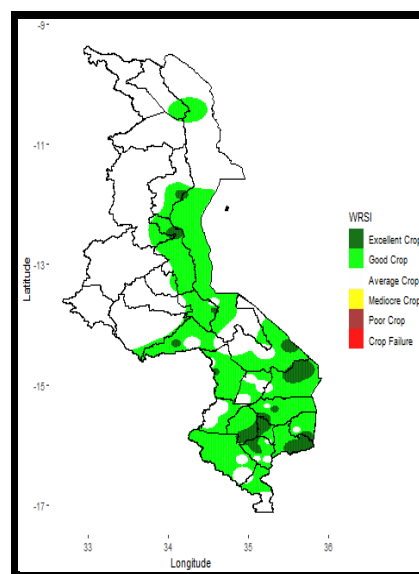 -9
-11
-13
-15
-17
Latitude
33
34
35
36
Longitude
WRSI
Excellent Crop
Good Crop
Average Crop
Mediocre Crop
Poor Crop
Crop Failure